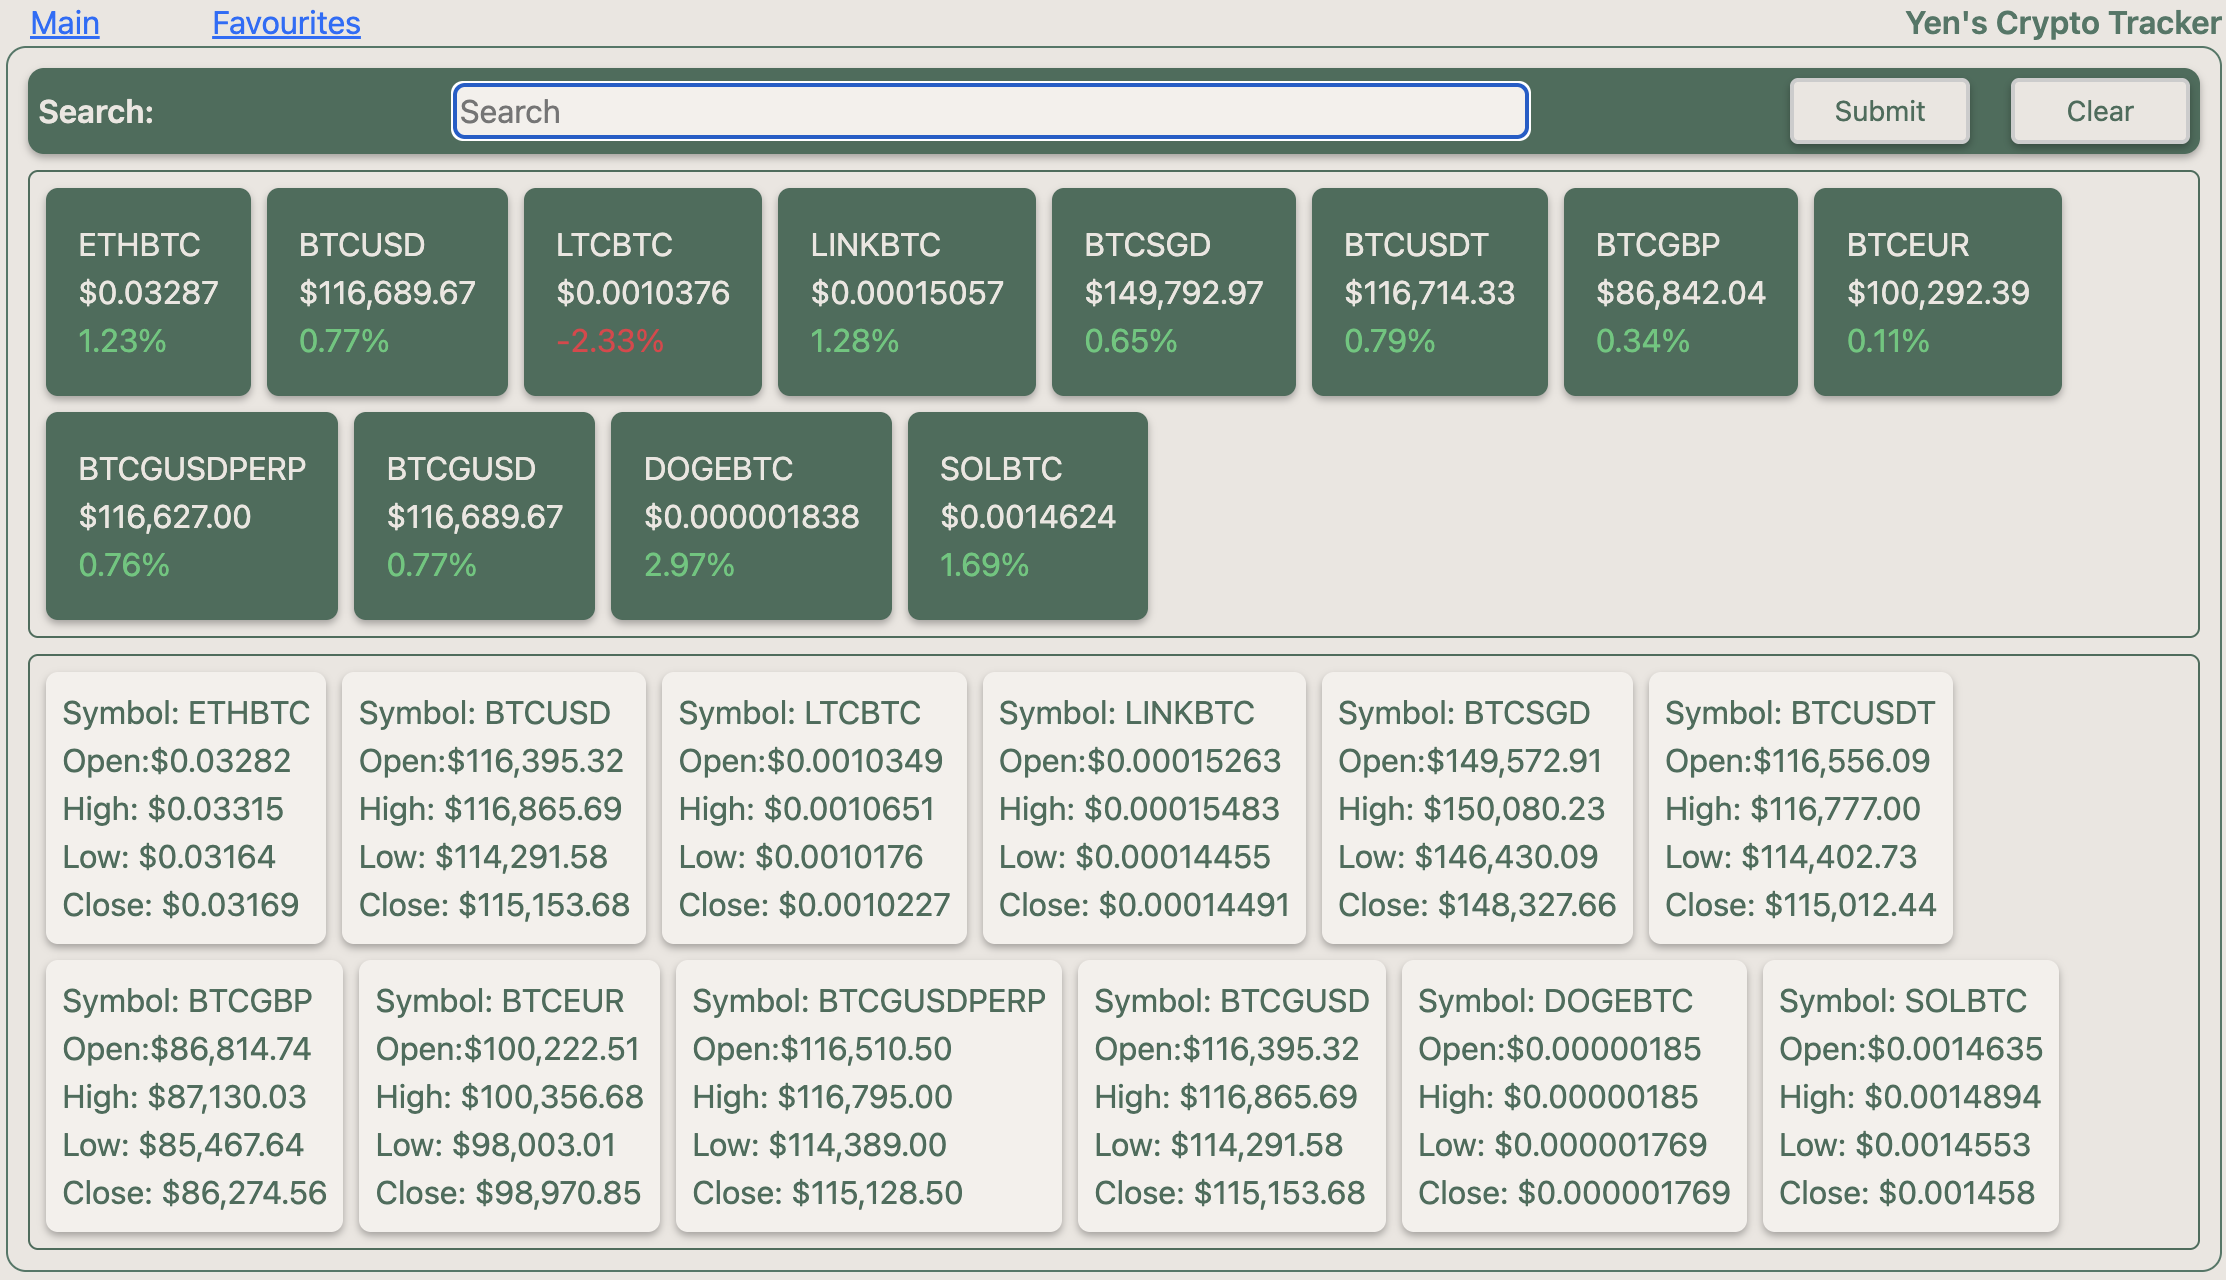 Main Favourites Yen's Crypto Tracker
Search: Search Submit Clear
ETHBTC
$0.03287
1.23%
BTCUSD
$116,689.67
0.77%
LTCBTC
$0.0010376
-2.33%
LINKBTC
$0.00015057
1.28%
BTCSGD
$149,792.97
0.65%
BTCUSDT
$116,714.33
0.79%
BTCGBP
$86,842.04
0.34%
BTCEUR
$100,292.39
0.11%
BTCGUSDPERP
$116,627.00
0.76%
BTCGUSD
$116,689.67
0.77%
DOGEBTC
$0.000001838
2.97%
SOLBTC
$0.0014624
1.69%
Symbol: ETHBTC
Open:$0.03282
High: $0.03315
Low: $0.03164
Close: $0.03169
Symbol: BTCUSD
Open:$116,395.32
High: $116,865.69
Low: $114,291.58
Close: $115,153.68
Symbol: LTCBTC
Open:$0.0010349
High: $0.0010651
Low: $0.0010176
Close: $0.0010227
Symbol: LINKBTC
Open:$0.00015263
High: $0.00015483
Low: $0.00014455
Close: $0.00014491
Symbol: BTCSGD
Open:$149,572.91
High: $150,080.23
Low: $146,430.09
Close: $148,327.66
Symbol: BTCUSDT
Open:$116,556.09
High: $116,777.00
Low: $114,402.73
Close: $115,012.44
Symbol: BTCGBP
Open:$86,814.74
High: $87,130.03
Low: $85,467.64
Close: $86,274.56
Symbol: BTCEUR
Open:$100,222.51
High: $100,356.68
Low: $98,003.01
Close: $98,970.85
Symbol: BTCGUSDPERP
Open:$116,510.50
High: $116,795.00
Low: $114,389.00
Close: $115,128.50
Symbol: BTCGUSD
Open:$116,395.32
High: $116,865.69
Low: $114,291.58
Close: $115,153.68
Symbol: DOGEBTC
Open:$0.00000185
High: $0.00000185
Low: $0.000001769
Close: $0.000001769
Symbol: SOLBTC
Open:$0.0014635
High: $0.0014894
Low: $0.0014553
Close: $0.001458